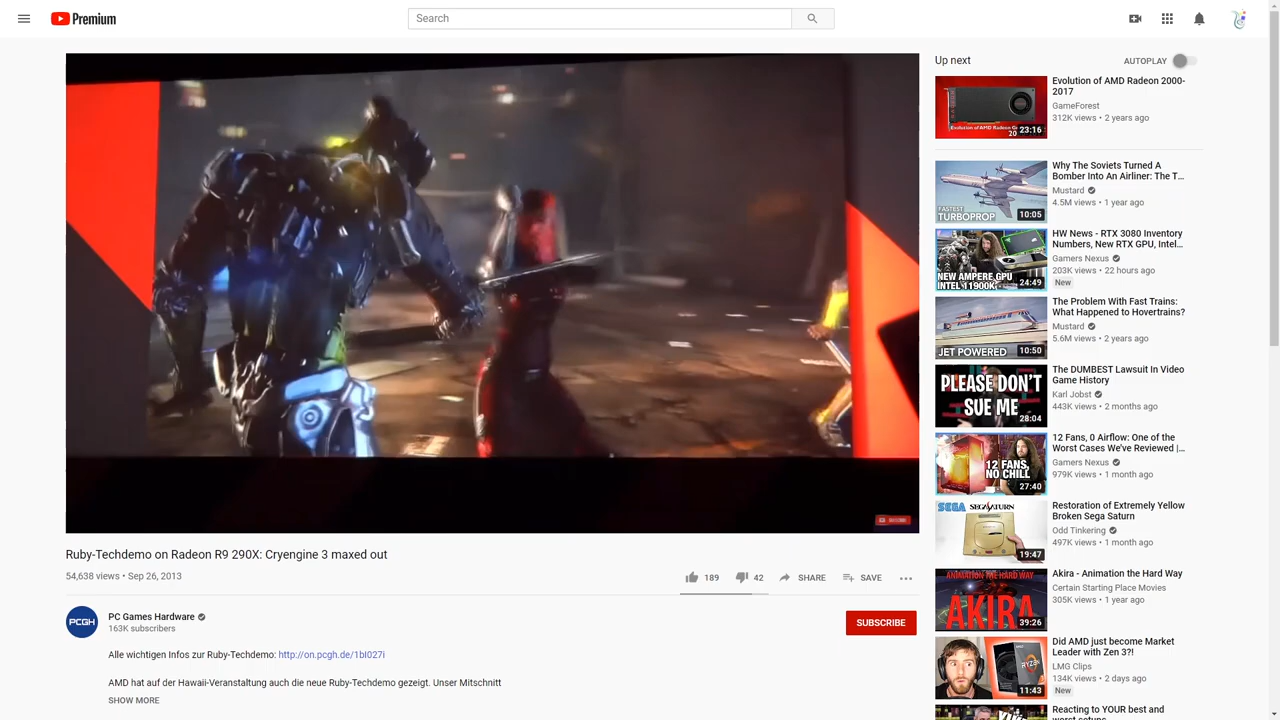 Premium
Search
Up next
AUTOPLAY
Evolution of AMD Radeon 2000-
2017
GameForest
312K views • 2 years ago
23:16
Why The Soviets Turned A
Bomber Into An Airliner: The T...
Mustard
4.5M views • 1 year ago
FASTEST
TURBOPROP
10:05
HW News - RTX 3080 Inventory
Numbers, New RTX GPU, Intel...
Gamers Nexus
203K views • 22 hours ago
New
NEW AMPERE GPU
INTEL 11900K
24:49
The Problem With Fast Trains:
What Happened to Hovertrains?
Mustard
5.6M views • 2 years ago
JET POWERED
10:50
The DUMBEST Lawsuit In Video
Game History
Karl Jobst
443K views • 2 months ago
PLEASE DON'T
SUE ME
28:04
12 Fans, 0 Airflow: One of the
Worst Cases We've Reviewed |...
Gamers Nexus
979K views • 1 month ago
12 FANS,
NO CHILL
27:40
Restoration of Extremely Yellow
Broken Sega Saturn
Odd Tinkering
497K views • 1 month ago
SEGA SEGA SATURN
19:47
Akira - Animation the Hard Way
Certain Starting Place Movies
305K views • 1 year ago
ANIMATION THE HARD WAY
AKIRA
39:26
Did AMD just become Market
Leader with Zen 3?!
LMG Clips
134K views • 2 days ago
New
RYZEN
11:43
Reacting to YOUR best and
worst setups
Ruby-Techdemo on Radeon R9 290X: Cryengine 3 maxed out
54,638 views • Sep 26, 2013
189
42
SHARE
SAVE
PCGH
PC Games Hardware
163K subscribers
SUBSCRIBE
Alle wichtigen Infos zur Ruby-Techdemo: http://on.pcgh.de/1bI027i
AMD hat auf der Hawaii-Veranstaltung auch die neue Ruby-Techdemo gezeigt. Unser Mitschnitt
SHOW MORE